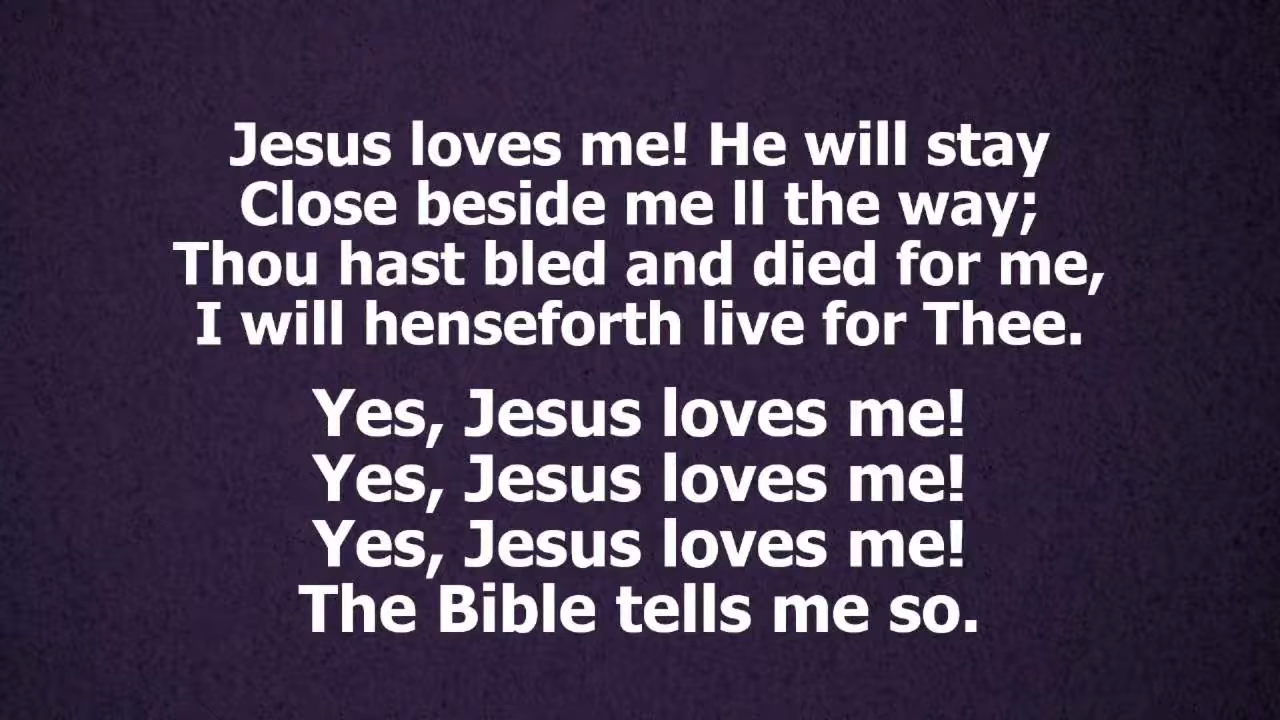 Jesus loves me! He will stay
Close beside me ll the way;
Thou hast bled and died for me,
I will henseforth live for Thee.
Yes, Jesus loves me!
Yes, Jesus loves me!
Yes, Jesus loves me!
The Bible tells me so.